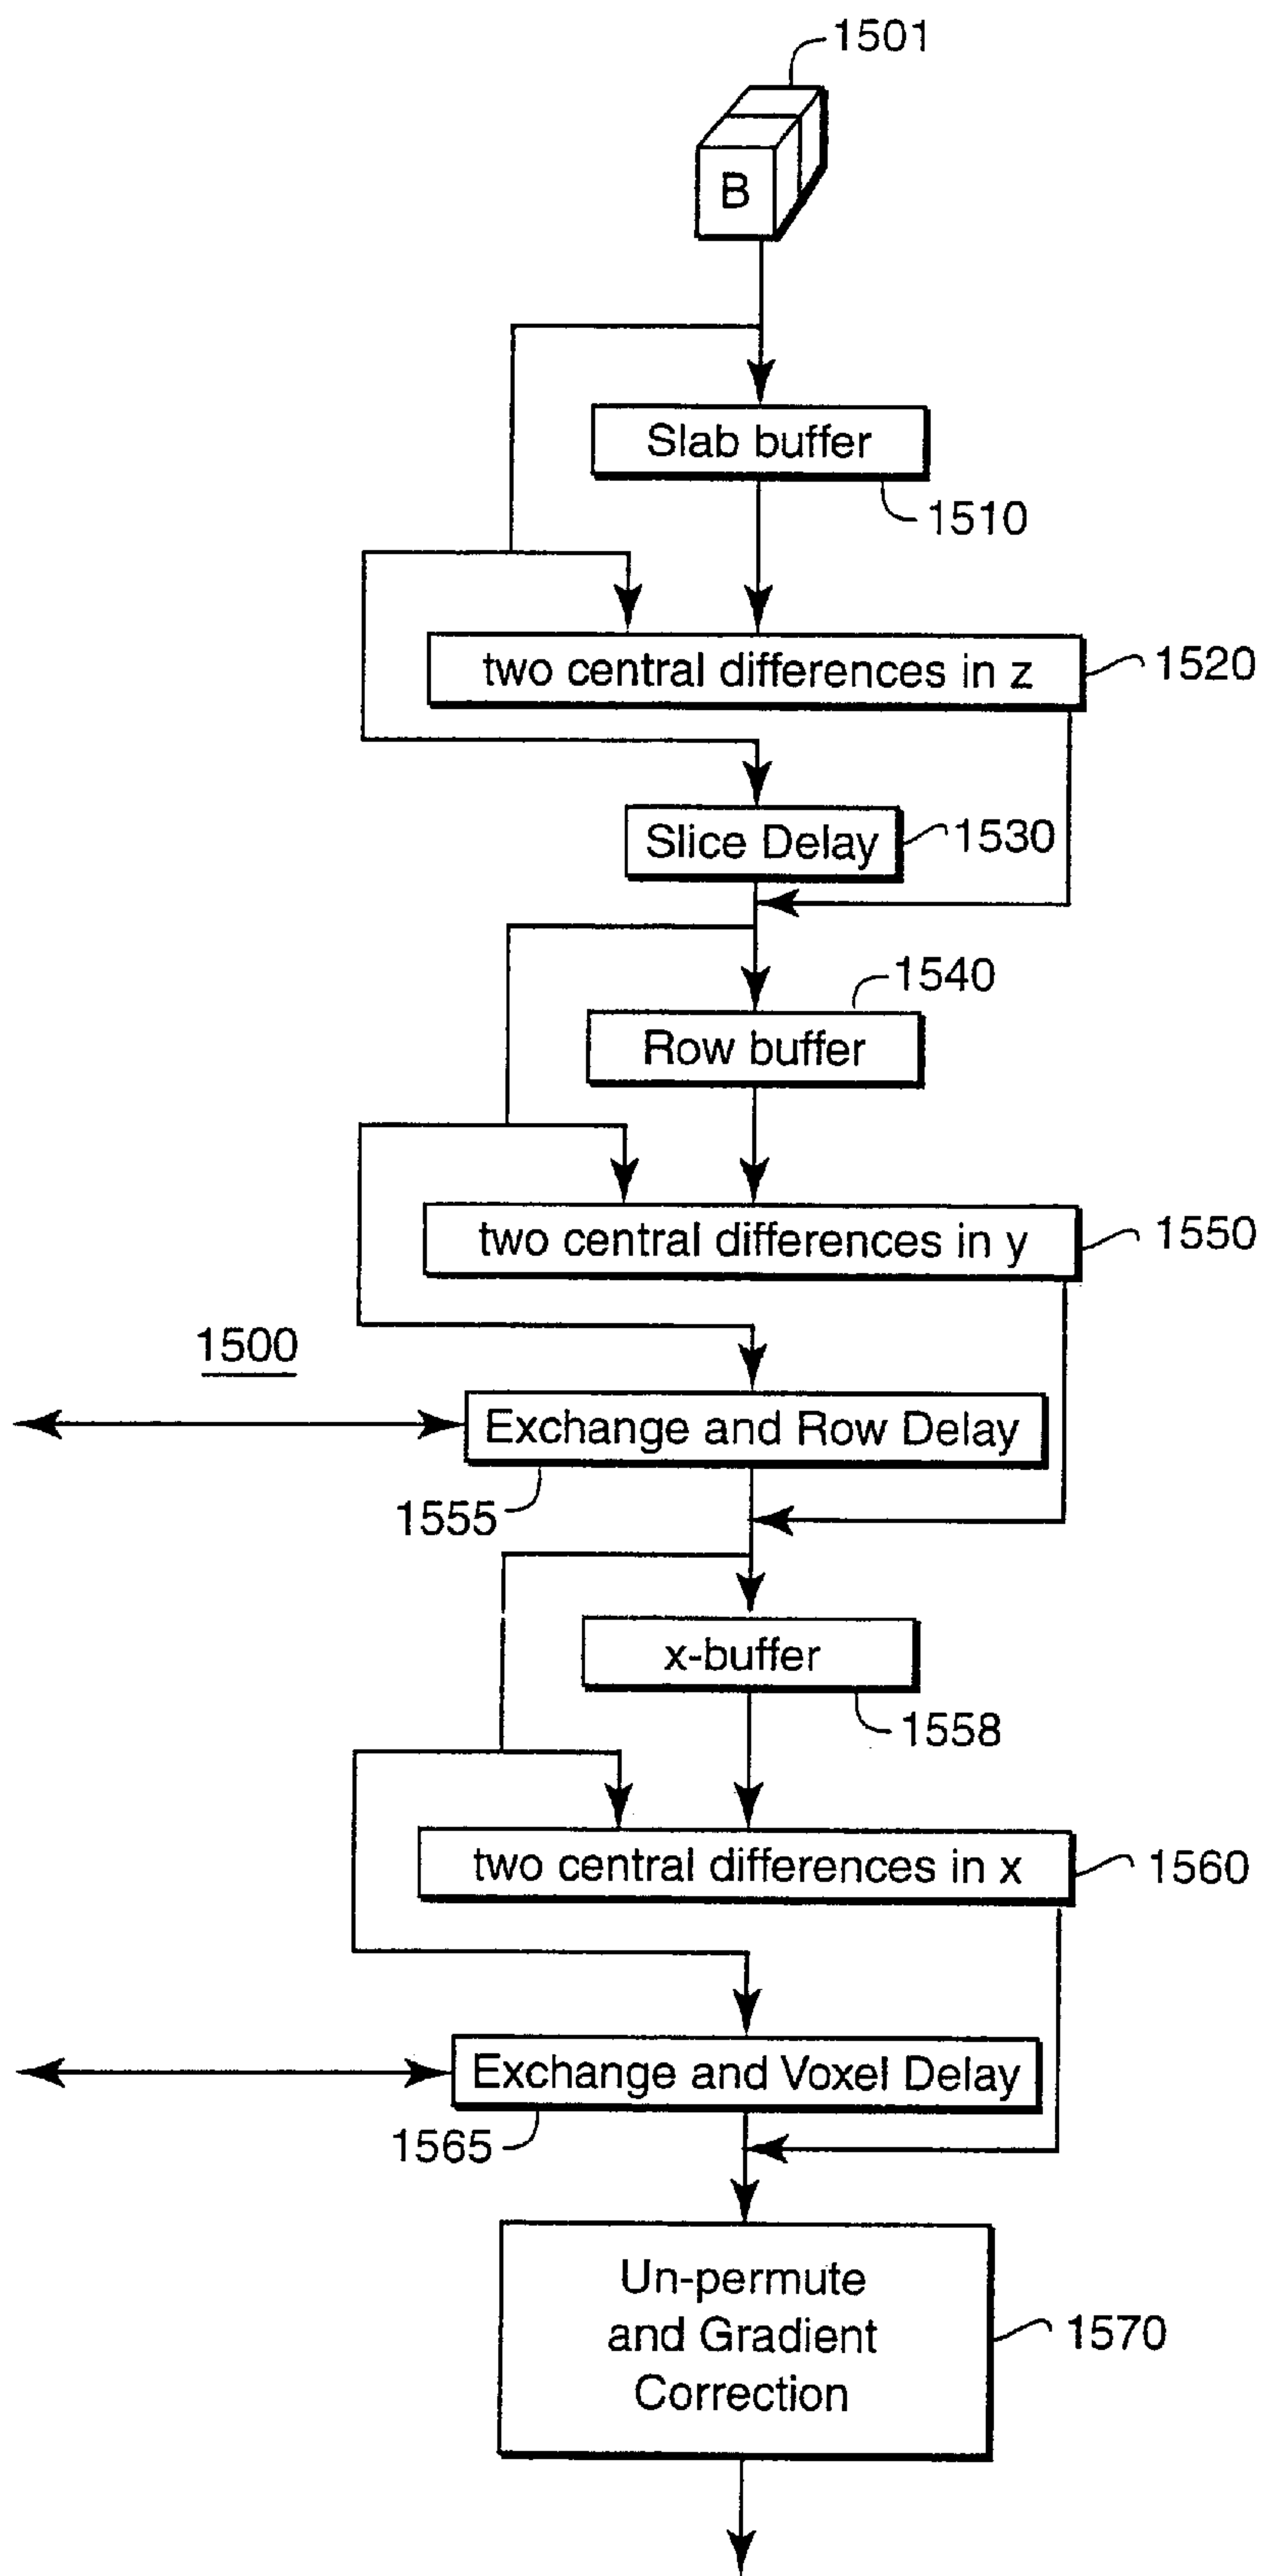 1501
B
Slab buffer
1510
two central differences in z
1520
Slice Delay
1530
1540
Row buffer
two central differences in y
1550
1500
Exchange and Row Delay
1555
x-buffer
1558
two central differences in x
1560
Exchange and Voxel Delay
1565
Un-permute
and Gradient
Correction
1570